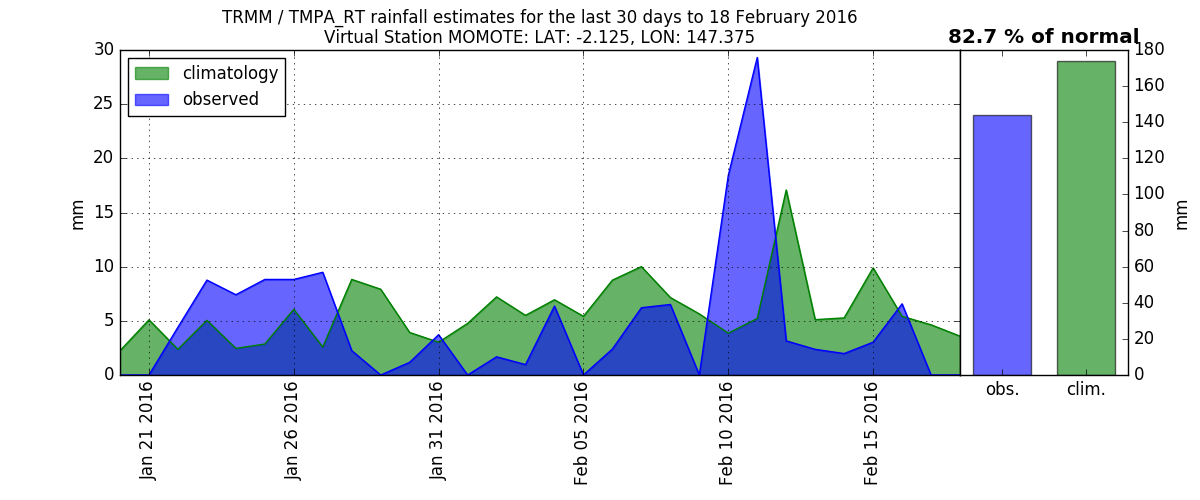 TRMM / TMPA_RT rainfall estimates for the last 30 days to 18 February 2016
Virtual Station MOMOTE: LAT: -2.125, LON: 147.375
82.7 % of normal
climatology
observed
30
25
20
15
10
5
0
mm
Jan 21 2016
Jan 26 2016
Jan 31 2016
Feb 05 2016
Feb 10 2016
Feb 15 2016
180
160
140
120
100
80
60
40
20
0
mm
obs.
clim.